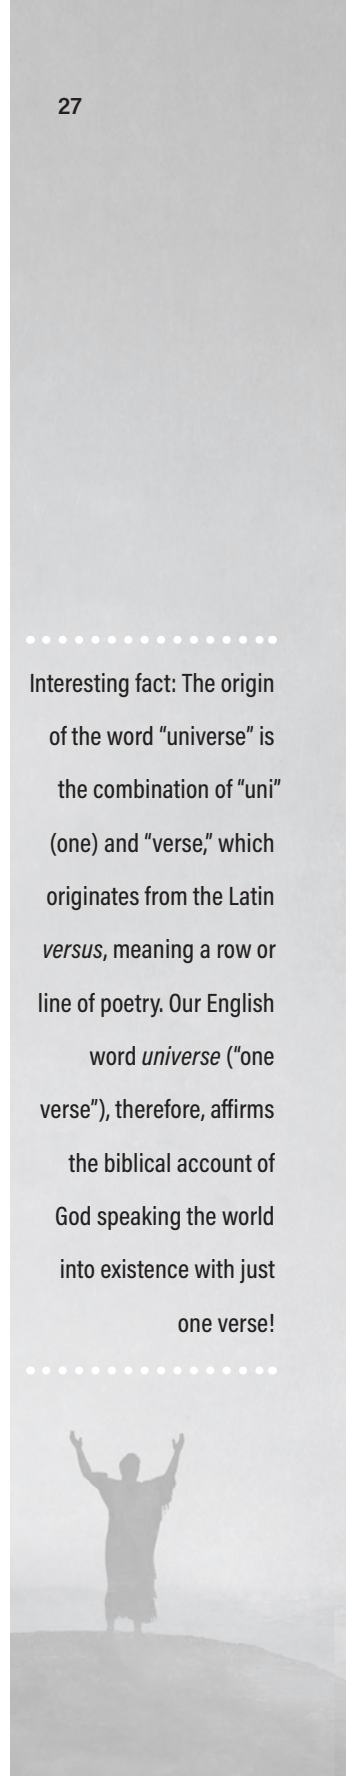 27
Interesting fact: The origin
of the word “universe” is
the combination of “uni”
(one) and “verse,” which
originates from the Latin
versus, meaning a row or
line of poetry. Our English
word universe (“one
verse”), therefore, affirms
the biblical account of
God speaking the world
into existence with just
one verse!